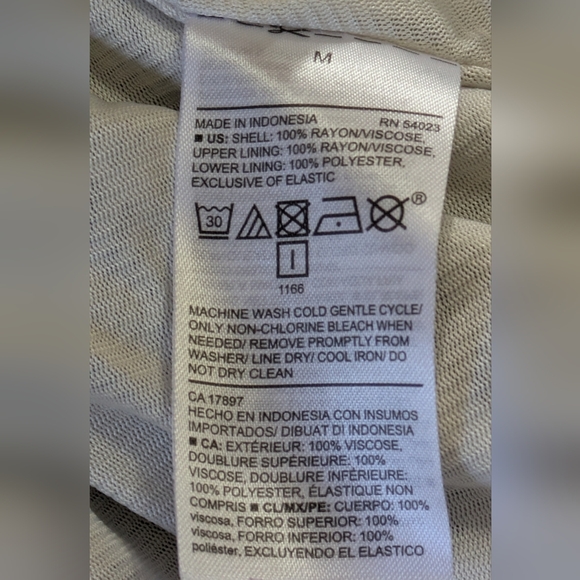 M
MADE IN INDONESIA RN 54023
■ US: SHELL: 100% RAYON/VISCOSE,
UPPER LINING: 100% RAYON/VISCOSE,
LOWER LINING: 100% POLYESTER,
EXCLUSIVE OF ELASTIC
30 ®
1166
MACHINE WASH COLD GENTLE CYCLE/
ONLY NON-CHLORINE BLEACH WHEN
NEEDED/ REMOVE PROMPTLY FROM
WASHER/ LINE DRY/ COOL IRON/ DO
NOT DRY CLEAN
CA 17897
HECHO EN INDONESIA CON INSUMOS
IMPORTADOS/ DIBUAT DI INDONESIA
■ CA: EXTÉRIEUR: 100% VISCOSE,
DOUBLURE SUPÉRIEURE: 100%
VISCOSE, DOUBLURE INFÉRIEURE:
100% POLYESTER, ÉLASTIQUE NON
COMPRIS ■ CL/MX/PE: CUERPO: 100%
viscosa, FORRO SUPERIOR: 100%
viscosa, FORRO INFERIOR: 100%
poliéster, EXCLUYENDO EL ELASTICO